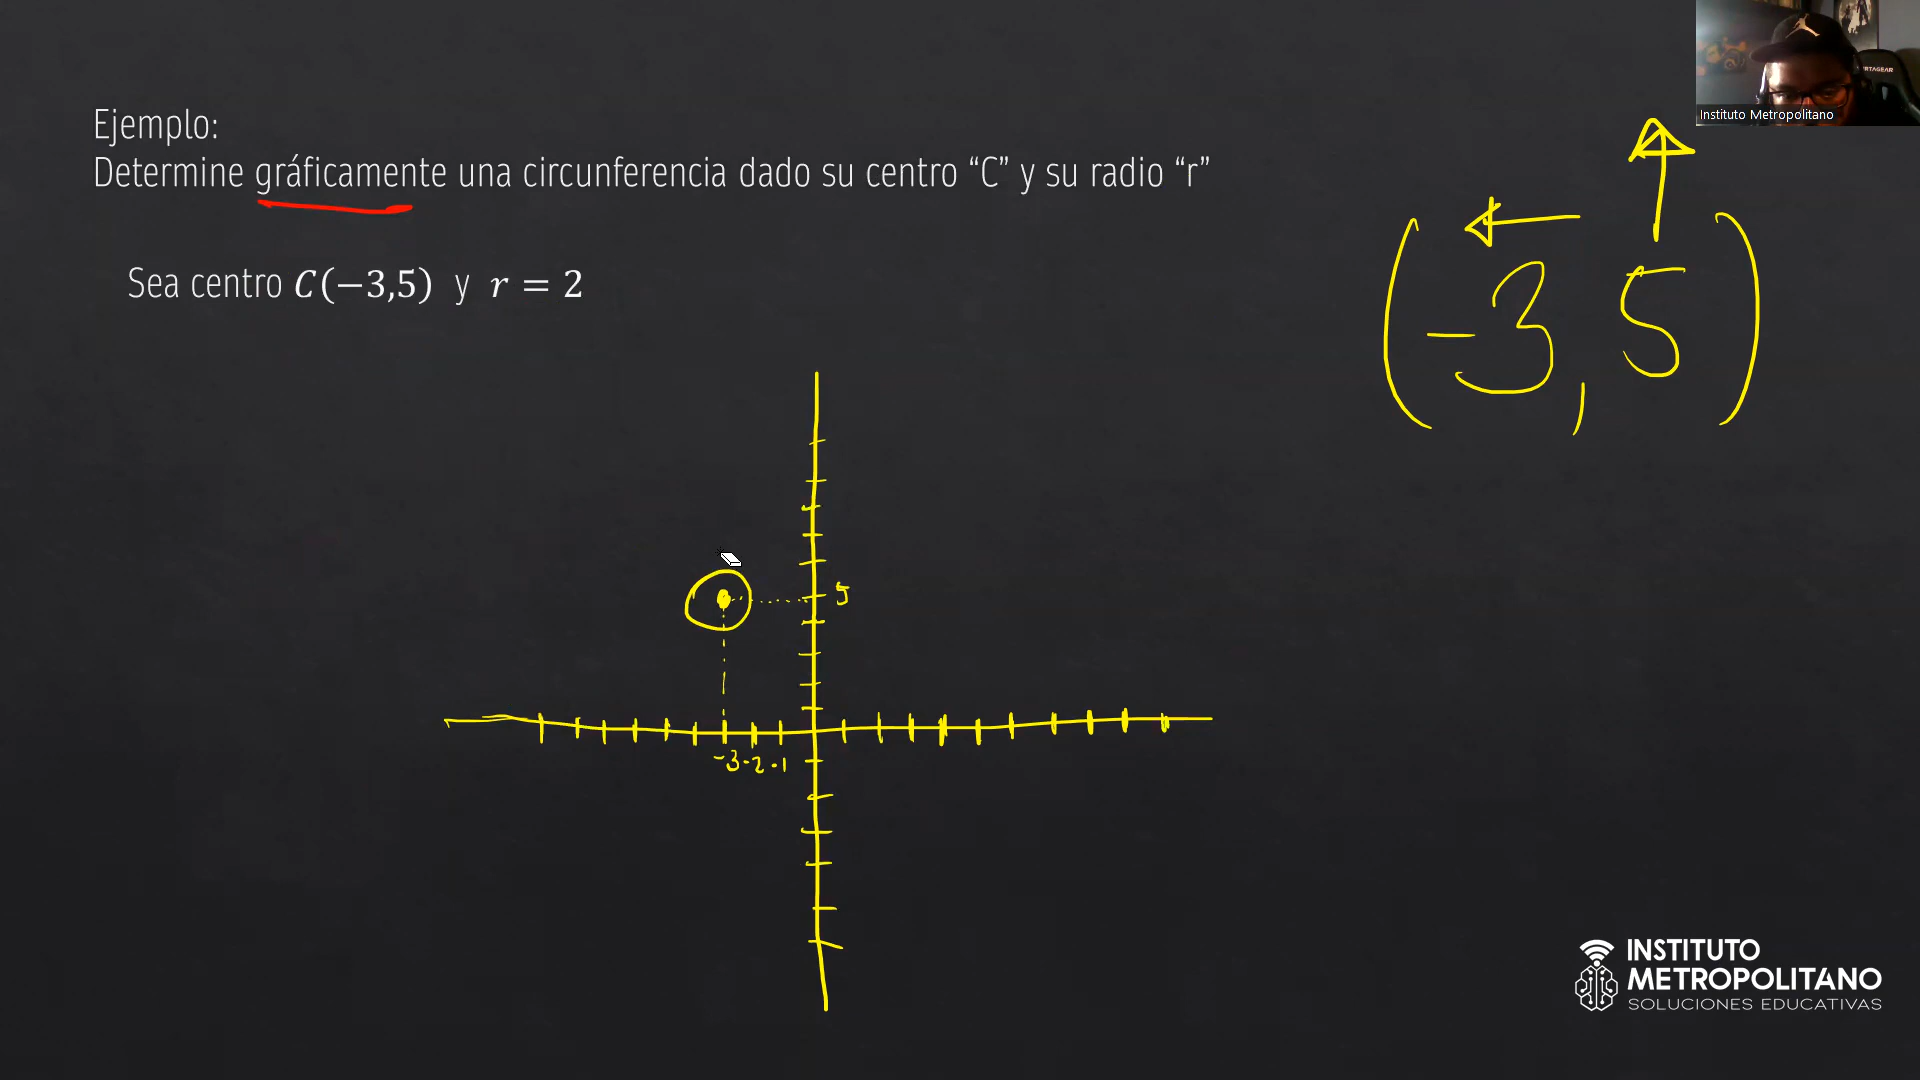 Ejemplo:
Determine gráficamente una circunferencia dado su centro “C” y su radio “r”
Sea centro C(−3,5) y r = 2
Instituto Metropolitano
(-3, 5)
5
-3 -2 -1
INSTITUTO
METROPOLITANO
SOLUCIONES EDUCATIVAS